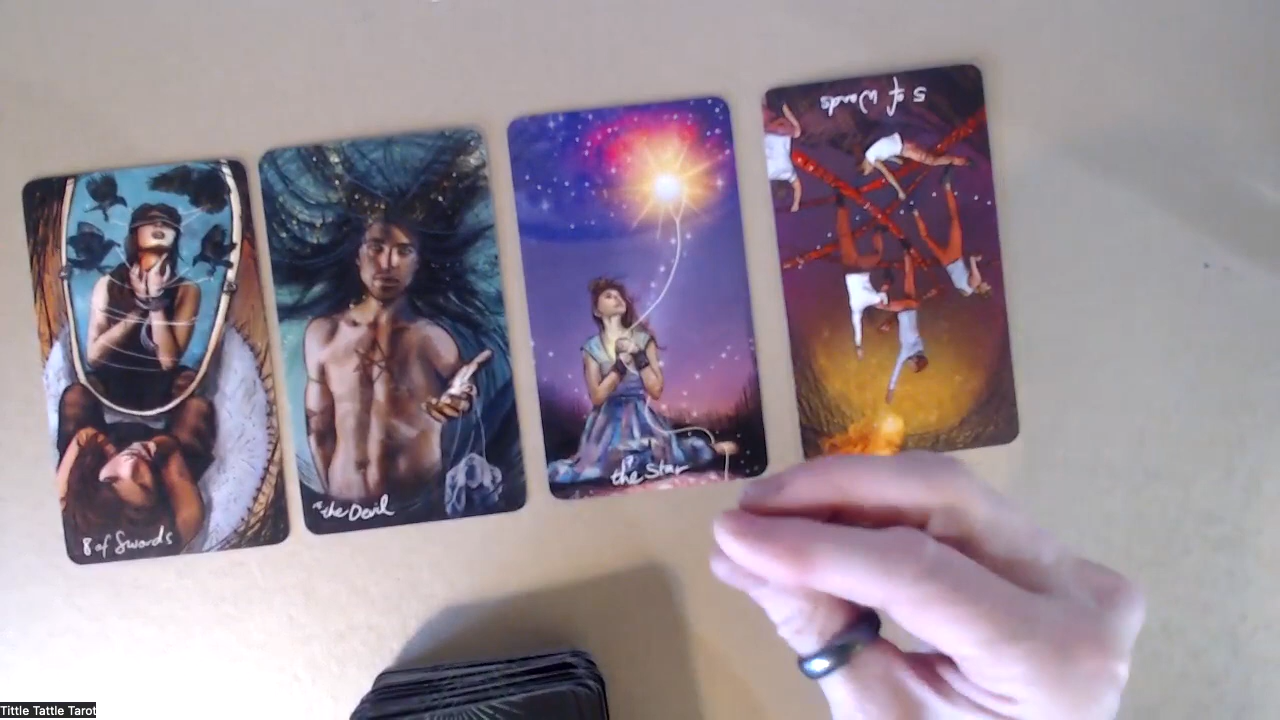 8 of Swords
the Devil
the Star
5 of Wands
Tittle Tattle Tarot